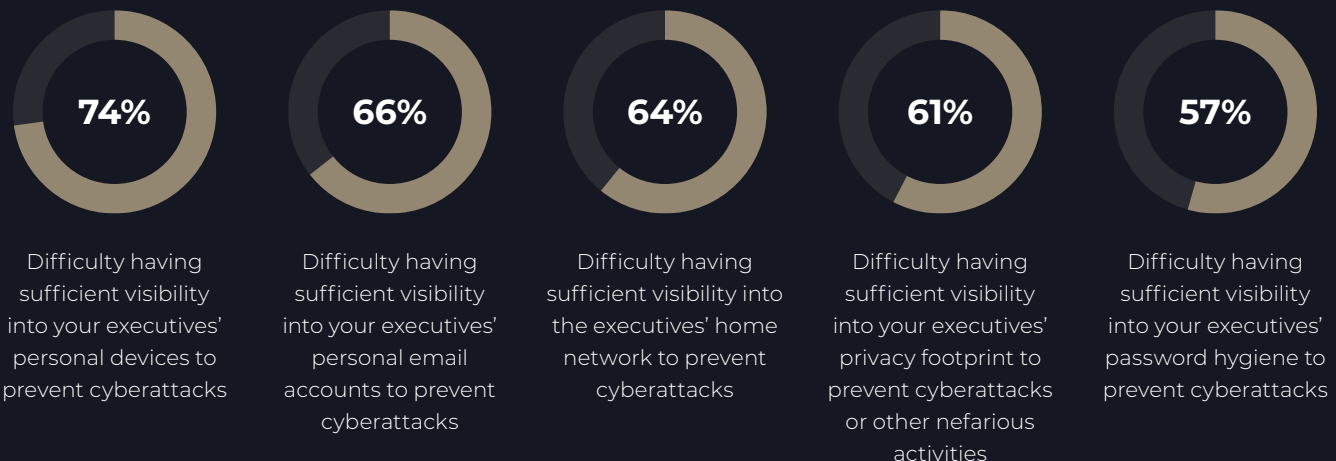 74%
Difficulty having
sufficient visibility
into your executives’
personal devices to
prevent cyberattacks
66%
Difficulty having
sufficient visibility
into your executives’
personal email
accounts to prevent
cyberattacks
64%
Difficulty having
sufficient visibility into
the executives’ home
network to prevent
cyberattacks
61%
Difficulty having
sufficient visibility
into your executives’
privacy footprint to
prevent cyberattacks
or other nefarious
activities
57%
Difficulty having
sufficient visibility
into your executives’
password hygiene to
prevent cyberattacks